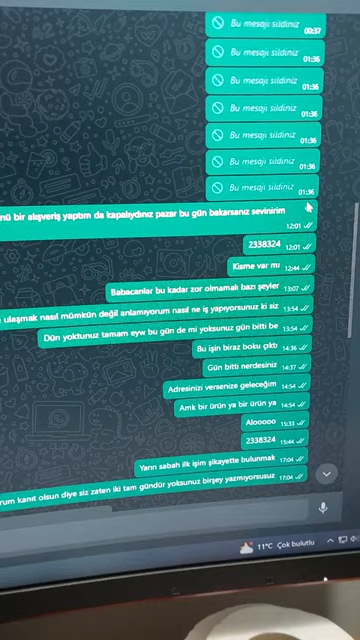 Bu mesajı sildiniz 00:37
Bu mesajı sildiniz 01:36
Bu mesajı sildiniz 01:36
Bu mesajı sildiniz 01:36
Bu mesajı sildiniz 01:36
Bu mesajı sildiniz 01:36
Bu mesajı sildiniz 01:36
bir alışveriş yaptım da kapalıydınız pazar bu gün bakarsanız sevinirim
12:01
2338324 12:01
Kimse var mı 12:44
Babacanlar bu kadar zor olmamalı bazı şeyler 13:07
ulaşmak nasıl mümkün değil anlamıyorum nasıl ne iş yapıyorsunuz ki siz 13:54
Dün yoktunuz tamam eyw bu gün de mi yoksunuz gün bitti be 13:54
Bu işin biraz boku çıktı 14:36
Gün bitti nerdesiniz 14:37
Adresinizi versenize geleceğim 14:54
Amk bir ürün ya bir ürün ya 14:54
Alooooo 15:33
2338324 15:44
Yarın sabah ilk işim şikayette bulunmak 17:04
kanıt olsun diye siz zaten iki tam gündür yoksunuz birşey yazmıyorsusuz 17:04
11°C Çok bulutlu